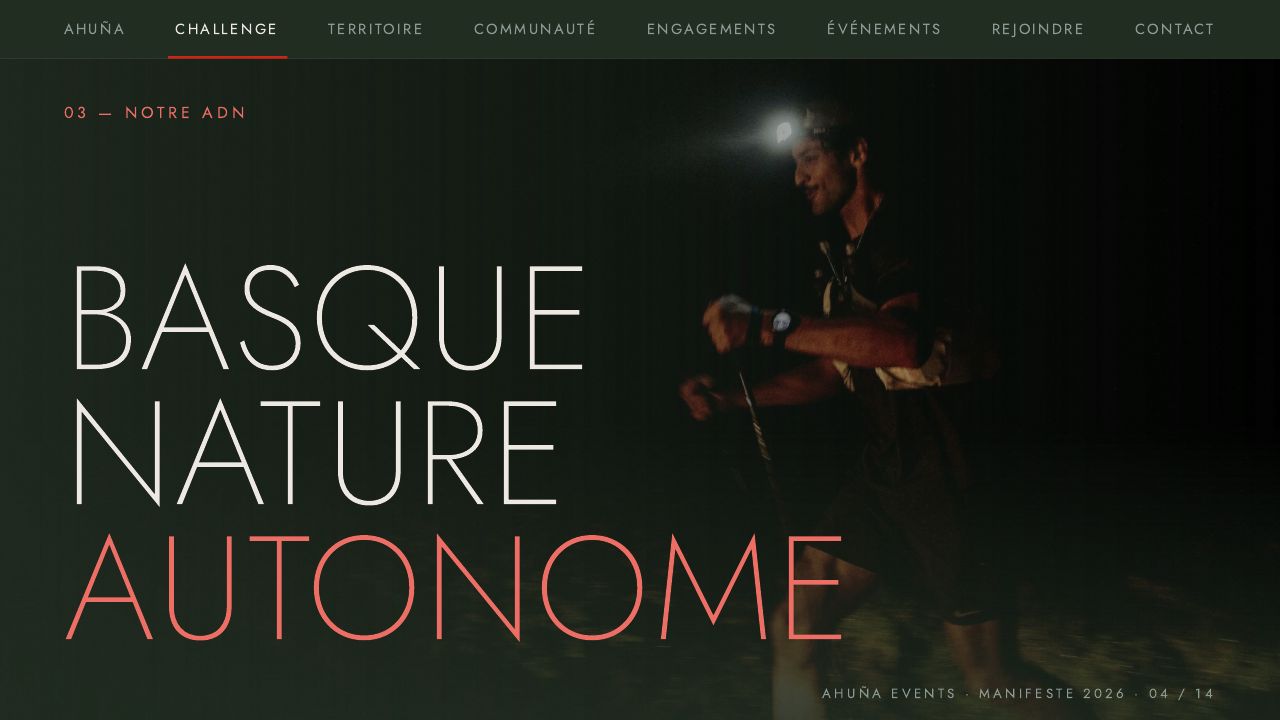 AHUÑA CHALLENGE TERRITOIRE COMMUNAUTÉ ENGAGEMENTS ÉVÉNEMENTS REJOINDRE CONTACT
03 — NOTRE ADN
BASQUE
NATURE
AUTONOME
AHUÑA EVENTS · MANIFESTE 2026 · 04 / 14